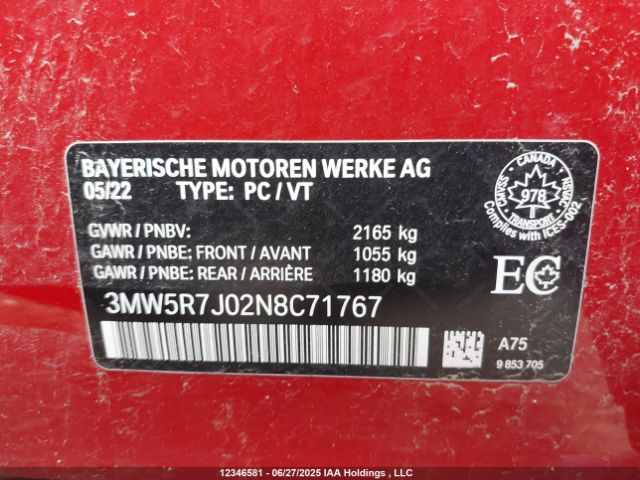 BAYERISCHE MOTOREN WERKE AG
05/22 TYPE: PC / VT
GVWR / PNBV: 2165 kg
GAWR / PNBE: FRONT / AVANT 1055 kg
GAWR / PNBE: REAR / ARRIÈRE 1180 kg
3MW5R7J02N8C71767
CANADA
CMVSS NSVAC
978
TRANSPORT
Complies with ICES-002
EC
A75
9 853 705
12346581 - 06/27/2025 IAA Holdings , LLC